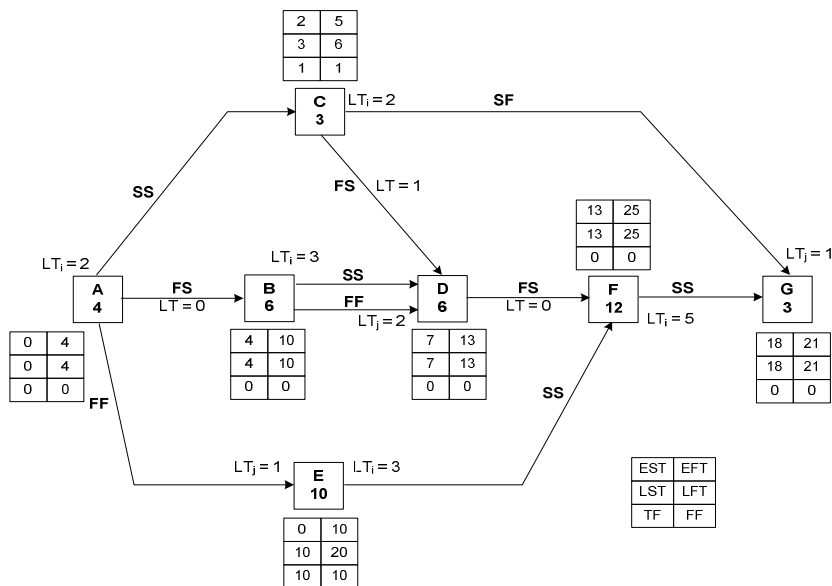 2 5
3 6
1 1
C
3
LTi = 2
SF
SS
FS
LT = 1
13 25
13 25
0 0
LTj = 1
LTi = 2
LTi = 3
A
4
FS
LT = 0
B
6
SS
FF
LTj = 2
D
6
FS
LT = 0
F
12
SS
LTi = 5
G
3
0 4
0 4
0 0
FF
4 10
4 10
0 0
7 13
7 13
0 0
18 21
18 21
0 0
SS
LTj = 1
E
10
LTi = 3
EST EFT
LST LFT
TF FF
0 10
10 20
10 10